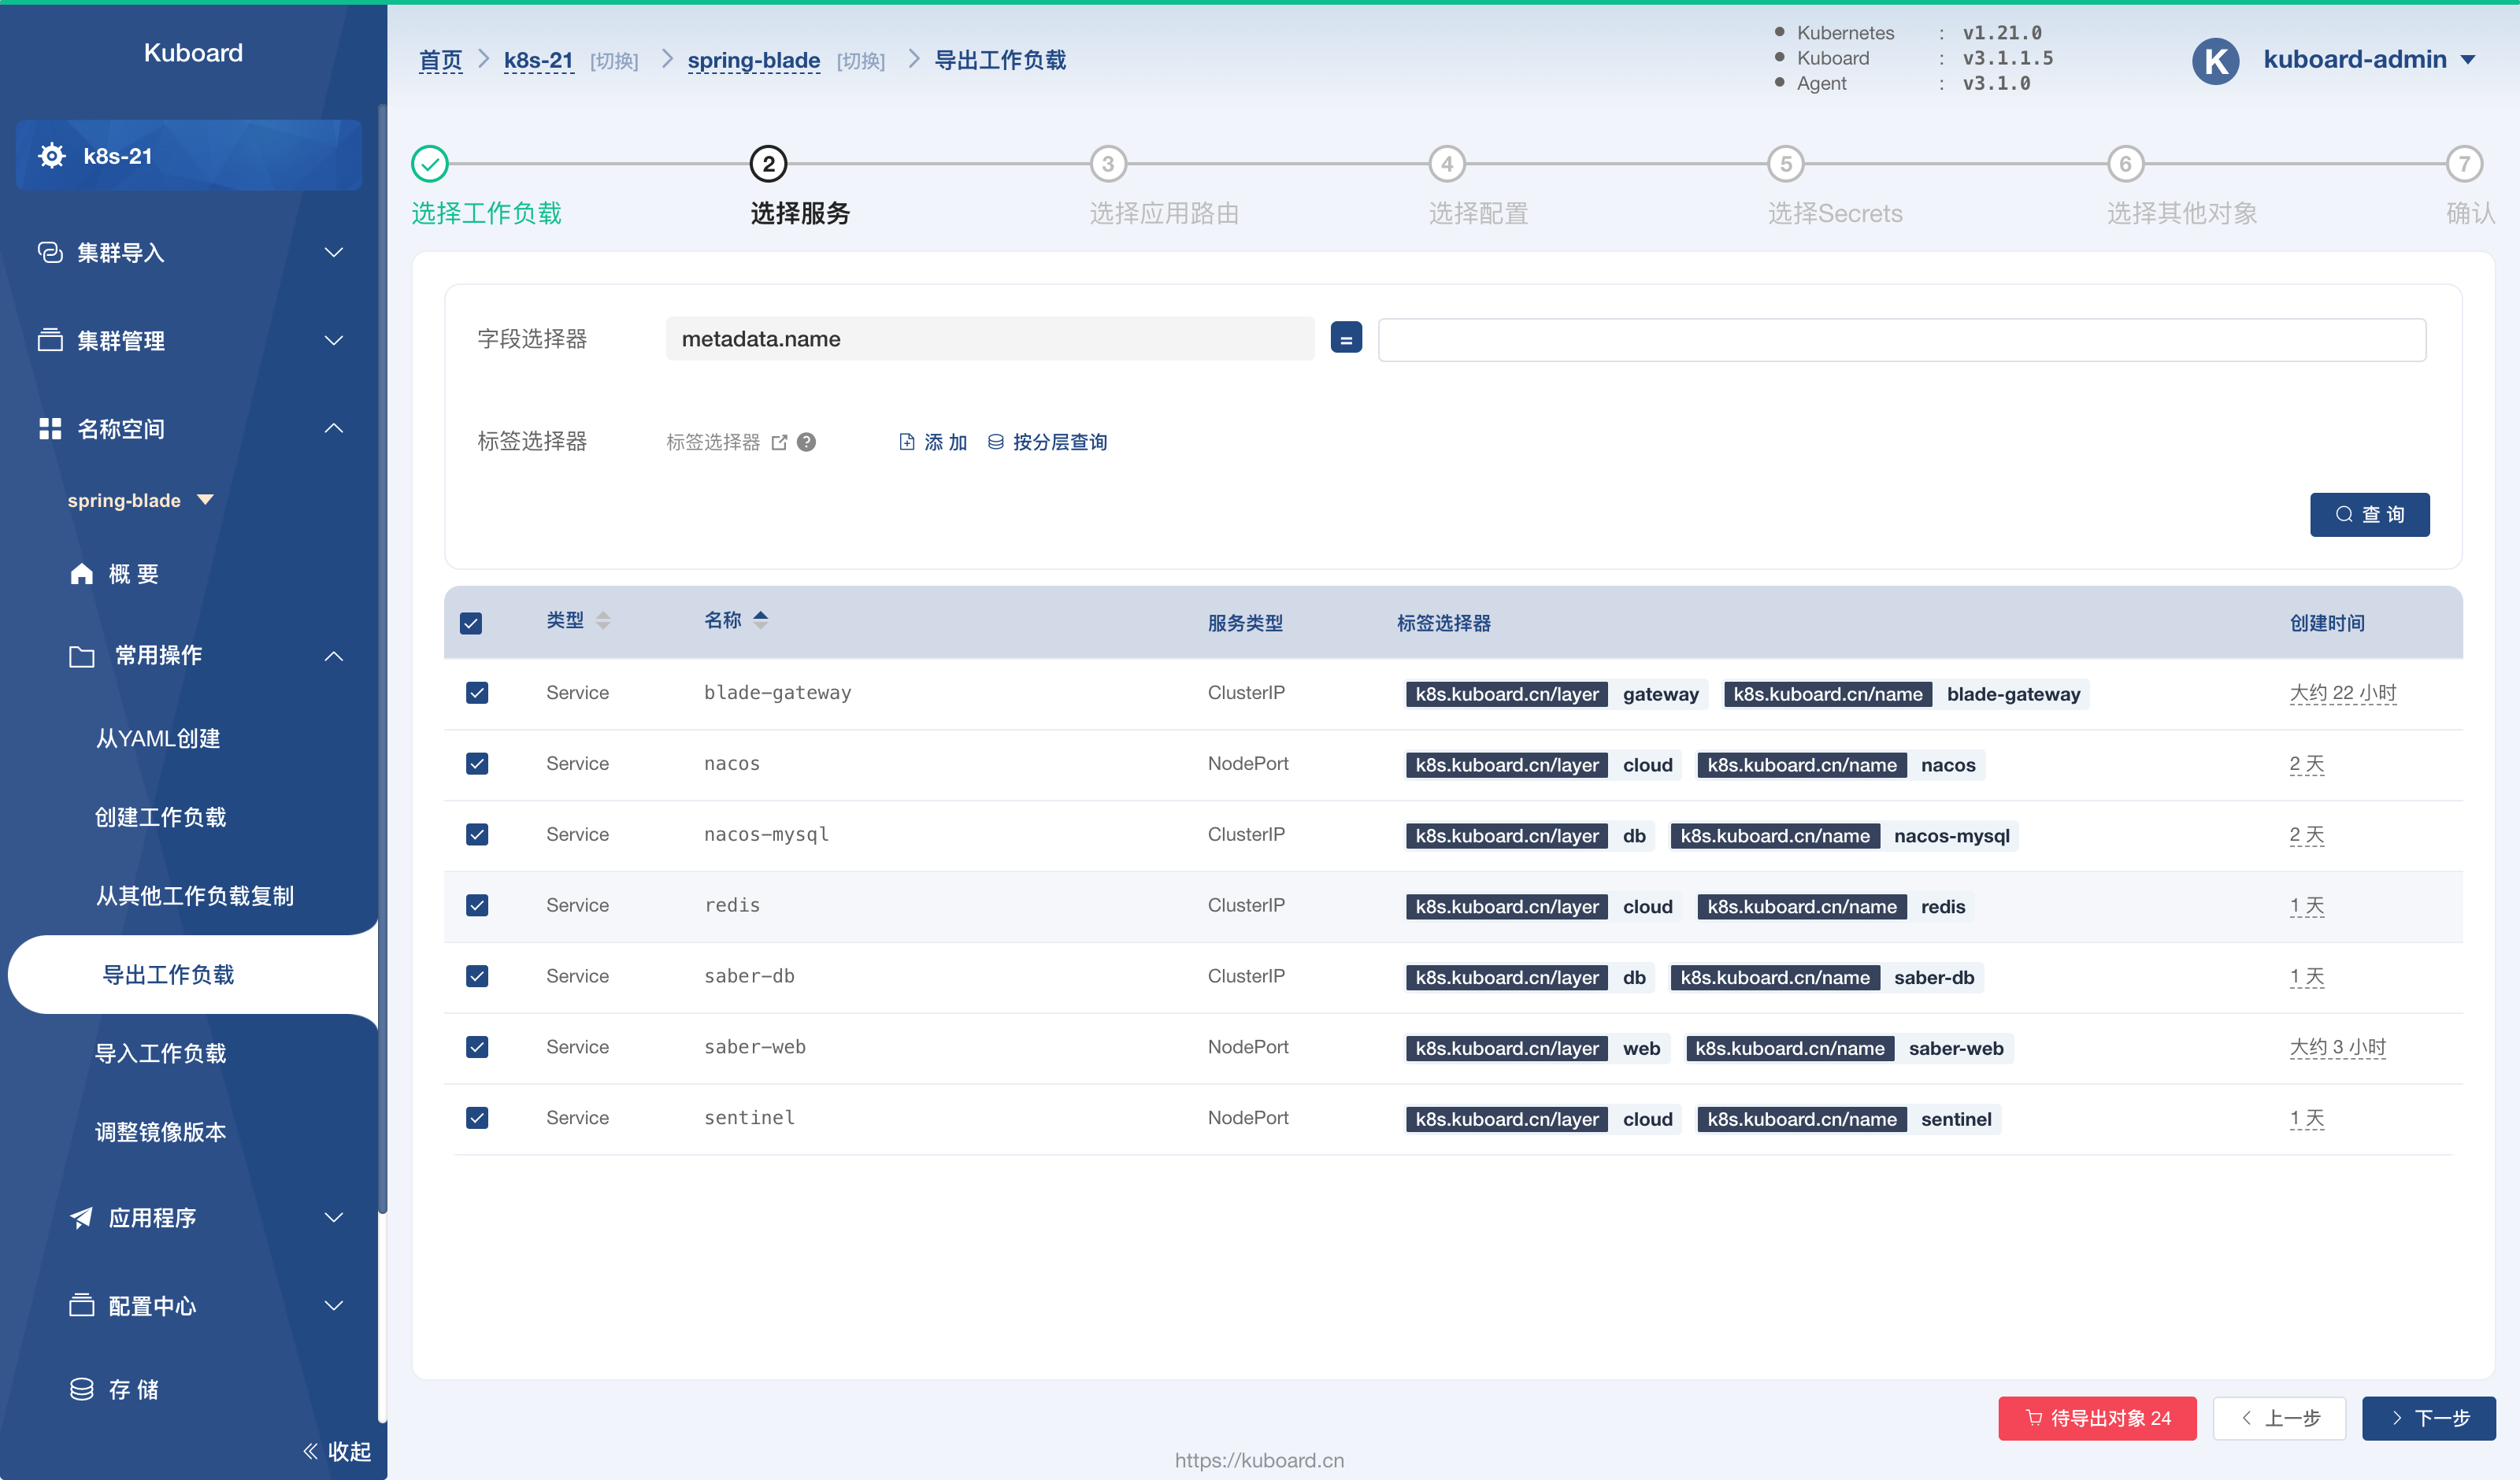 Kuboard
k8s-21
集群导入
集群管理
名称空间
spring-blade
概 要
常用操作
从YAML创建
创建工作负载
从其他工作负载复制
导出工作负载
导入工作负载
调整镜像版本
应用程序
配置中心
存 储
收起
首页 k8s-21 [切换] spring-blade [切换] 导出工作负载
Kubernetes : v1.21.0
Kuboard : v3.1.1.5
Agent : v3.1.0
K kuboard-admin
2 3 4 5 6 7
选择工作负载 选择服务 选择应用路由 选择配置 选择Secrets 选择其他对象 确认
字段选择器 metadata.name =
标签选择器 标签选择器 ? 添 加 按分层查询
查 询
类型 名称 服务类型 标签选择器 创建时间
Service blade-gateway ClusterIP k8s.kuboard.cn/layer gateway k8s.kuboard.cn/name blade-gateway 大约 22 小时
Service nacos NodePort k8s.kuboard.cn/layer cloud k8s.kuboard.cn/name nacos 2 天
Service nacos-mysql ClusterIP k8s.kuboard.cn/layer db k8s.kuboard.cn/name nacos-mysql 2 天
Service redis ClusterIP k8s.kuboard.cn/layer cloud k8s.kuboard.cn/name redis 1 天
Service saber-db ClusterIP k8s.kuboard.cn/layer db k8s.kuboard.cn/name saber-db 1 天
Service saber-web NodePort k8s.kuboard.cn/layer web k8s.kuboard.cn/name saber-web 大约 3 小时
Service sentinel NodePort k8s.kuboard.cn/layer cloud k8s.kuboard.cn/name sentinel 1 天
待导出对象 24 上一步 下一步
https://kuboard.cn